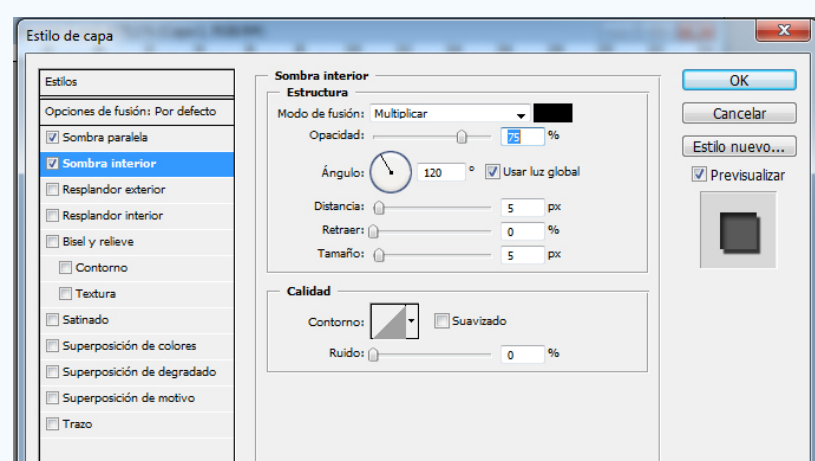 Estilo de capa
Estilos
Opciones de fusión: Por defecto
Sombra paralela
Sombra interior
Resplandor exterior
Resplandor interior
Bisel y relieve
Contorno
Textura
Satinado
Superposición de colores
Superposición de degradado
Superposición de motivo
Trazo
Sombra interior
Estructura
Modo de fusión: Multiplicar
Opacidad: 75 %
Ángulo: 120 ° Usar luz global
Distancia: 5 px
Retraer: 0 %
Tamaño: 5 px
Calidad
Contorno: Suavizado
Ruido: 0 %
OK
Cancelar
Estilo nuevo...
Previsualizar